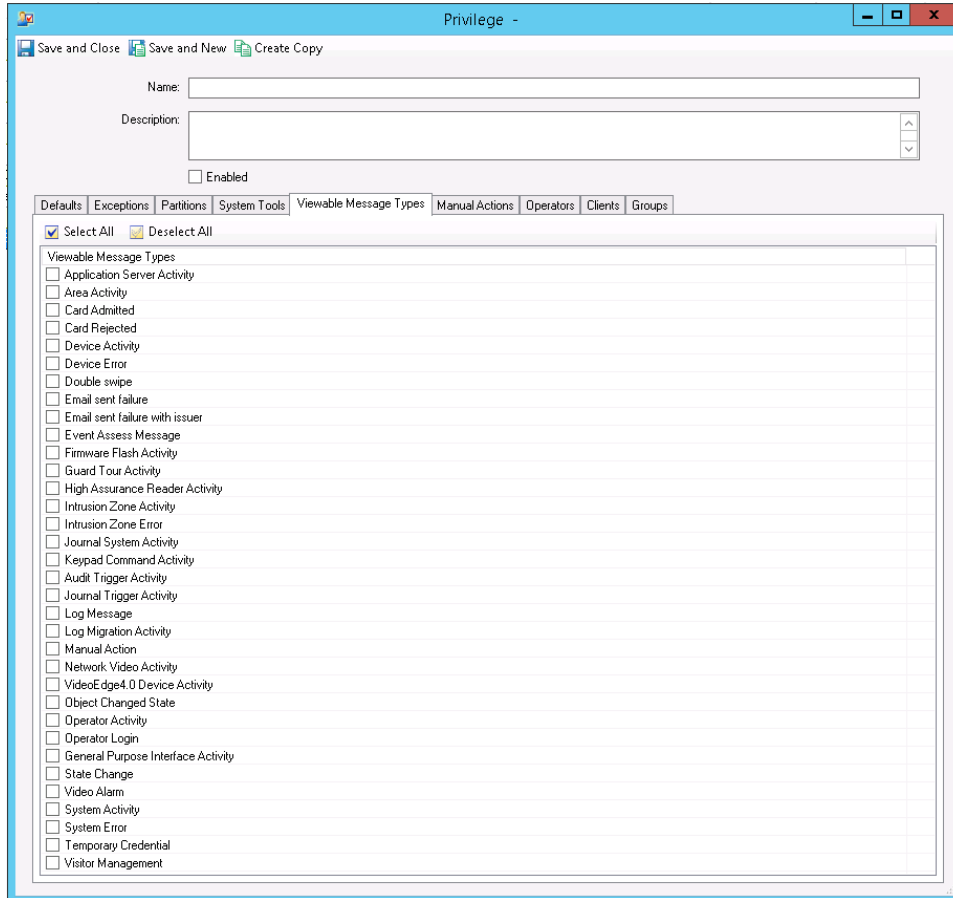 Privilege -
Save and Close Save and New Create Copy
Name:
Description:
Enabled
Defaults Exceptions Partitions System Tools Viewable Message Types Manual Actions Operators Clients Groups
Select All Deselect All
Viewable Message Types
Application Server Activity
Area Activity
Card Admitted
Card Rejected
Device Activity
Device Error
Double swipe
Email sent failure
Email sent failure with issuer
Event Assess Message
Firmware Flash Activity
Guard Tour Activity
High Assurance Reader Activity
Intrusion Zone Activity
Intrusion Zone Error
Journal System Activity
Keypad Command Activity
Audit Trigger Activity
Journal Trigger Activity
Log Message
Log Migration Activity
Manual Action
Network Video Activity
VideoEdge4.0 Device Activity
Object Changed State
Operator Activity
Operator Login
General Purpose Interface Activity
State Change
Video Alarm
System Activity
System Error
Temporary Credential
Visitor Management